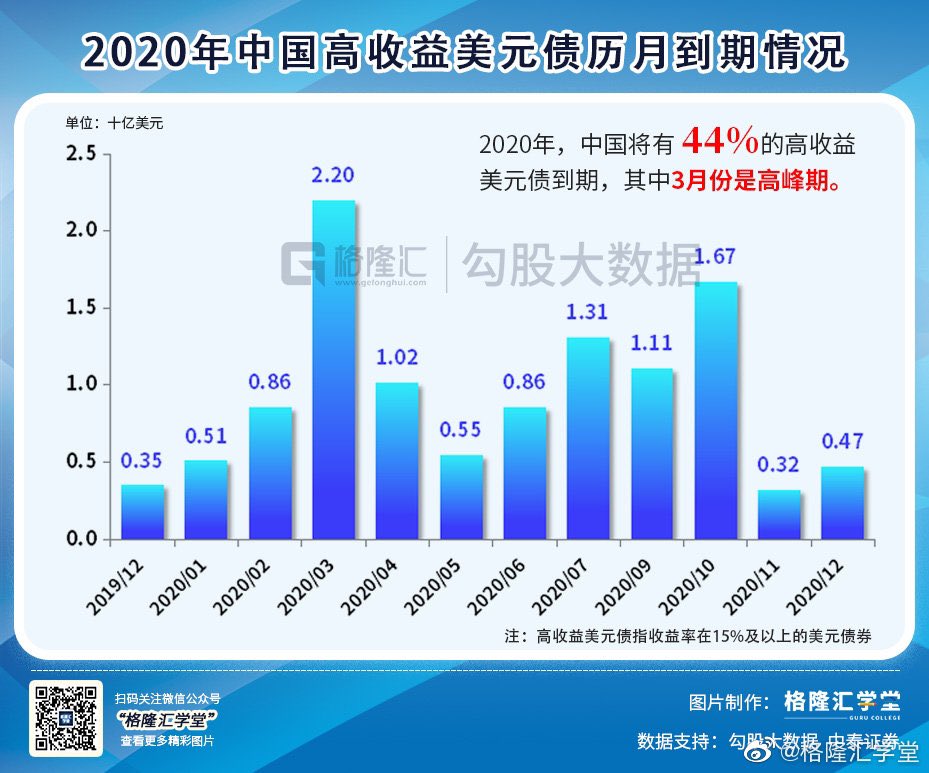 2020年中国高收益美元债历月到期情况
单位：十亿美元
2020年，中国将有 44%的高收益
美元债到期，其中3月份是高峰期。
2.5
2.0
1.5
1.0
0.5
0.0
0.35
0.51
0.86
2.20
1.02
0.55
0.86
1.31
1.11
1.67
0.32
0.47
格隆汇
www.gelonghui.com
勾股大数据
2019/12
2020/01
2020/02
2020/03
2020/04
2020/05
2020/06
2020/07
2020/09
2020/10
2020/11
2020/12
注：高收益美元债指收益率在15%及以上的美元债券
扫码关注微信公众号
“格隆汇学堂”
查看更多精彩图片
图片制作：格隆汇学堂
GURU COLLEGE
数据支持：勾股大数据 中泰证券
@格隆汇学堂